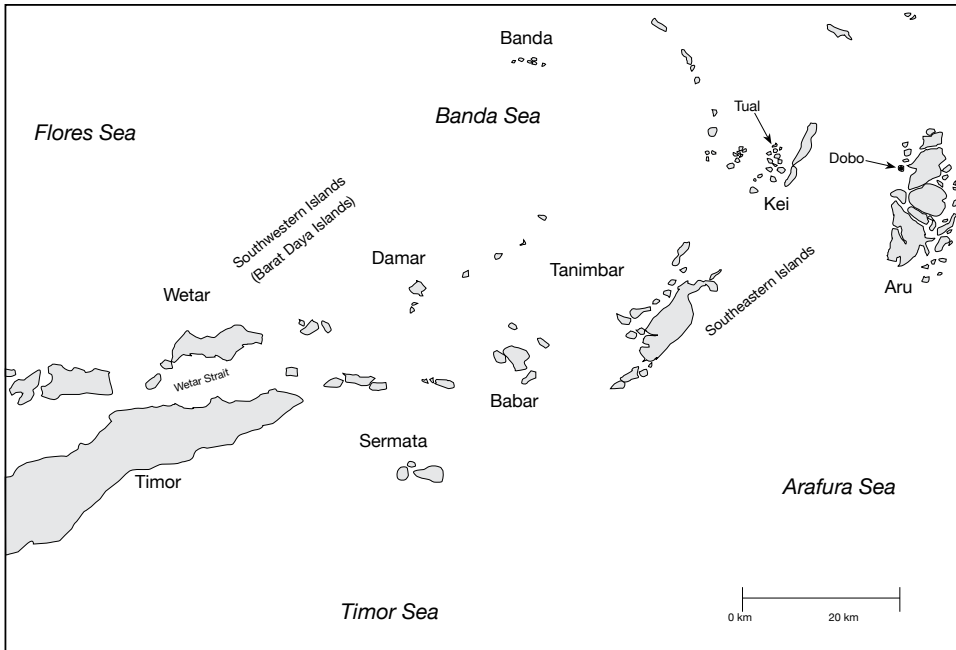 Banda
Banda Sea
Flores Sea
Tual
Dobo
Kei
Southwestern Islands
(Barat Daya Islands)
Damar
Tanimbar
Aru
Wetar
Southeastern Islands
Wetar Strait
Babar
Sermata
Timor
Arafura Sea
Timor Sea
0 km 20 km